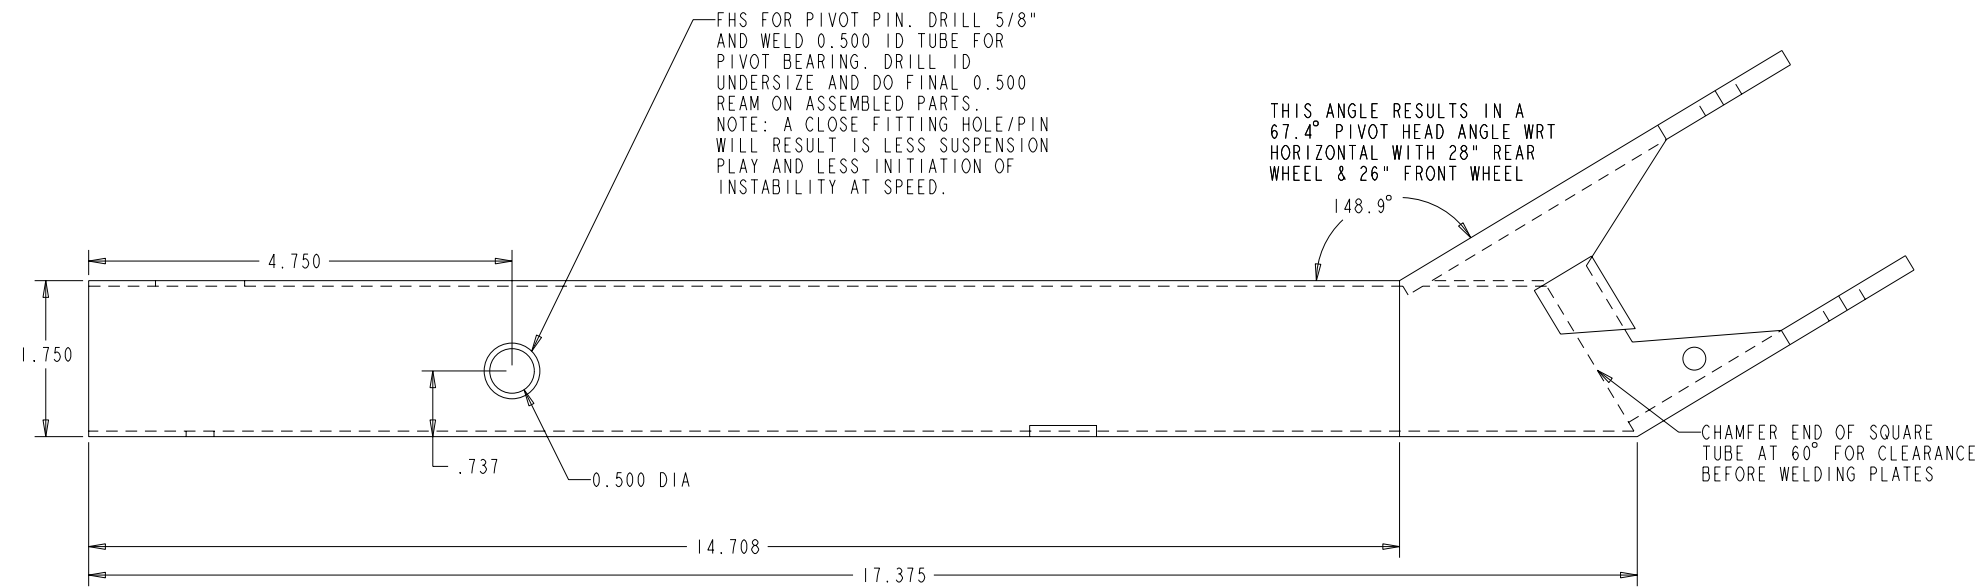 FHS FOR PIVOT PIN. DRILL 5/8"
AND WELD 0.500 ID TUBE FOR
PIVOT BEARING. DRILL ID
UNDERSIZE AND DO FINAL 0.500
REAM ON ASSEMBLED PARTS.
NOTE: A CLOSE FITTING HOLE/PIN
WILL RESULT IS LESS SUSPENSION
PLAY AND LESS INITIATION OF
INSTABILITY AT SPEED.
THIS ANGLE RESULTS IN A
67.4° PIVOT HEAD ANGLE WRT
HORIZONTAL WITH 28" REAR
WHEEL & 26" FRONT WHEEL
148.9°
4.750
1.750
.737
0.500 DIA
CHAMFER END OF SQUARE
TUBE AT 60° FOR CLEARANCE
BEFORE WELDING PLATES
14.708
17.375